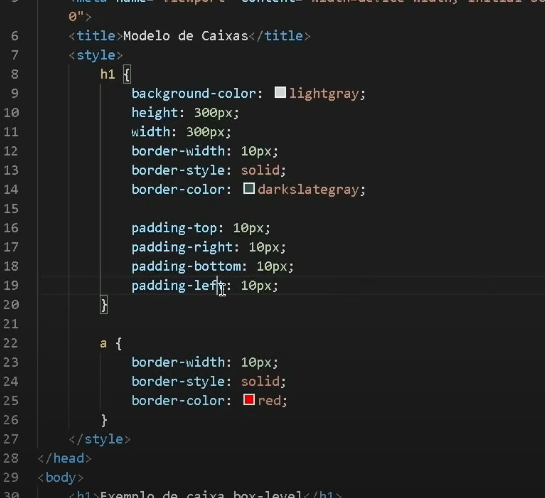 0">
6 <title>Modelo de Caixas</title>
7 <style>
8 h1 {
9 background-color: lightgray;
10 height: 300px;
11 width: 300px;
12 border-width: 10px;
13 border-style: solid;
14 border-color: darkslategray;
15
16 padding-top: 10px;
17 padding-right: 10px;
18 padding-bottom: 10px;
19 padding-left: 10px;
20 }
21
22 a {
23 border-width: 10px;
24 border-style: solid;
25 border-color: red;
26 }
27 </style>
28 </head>
29 <body>
30 <h1>Exemplo de caixa box-level</h1>